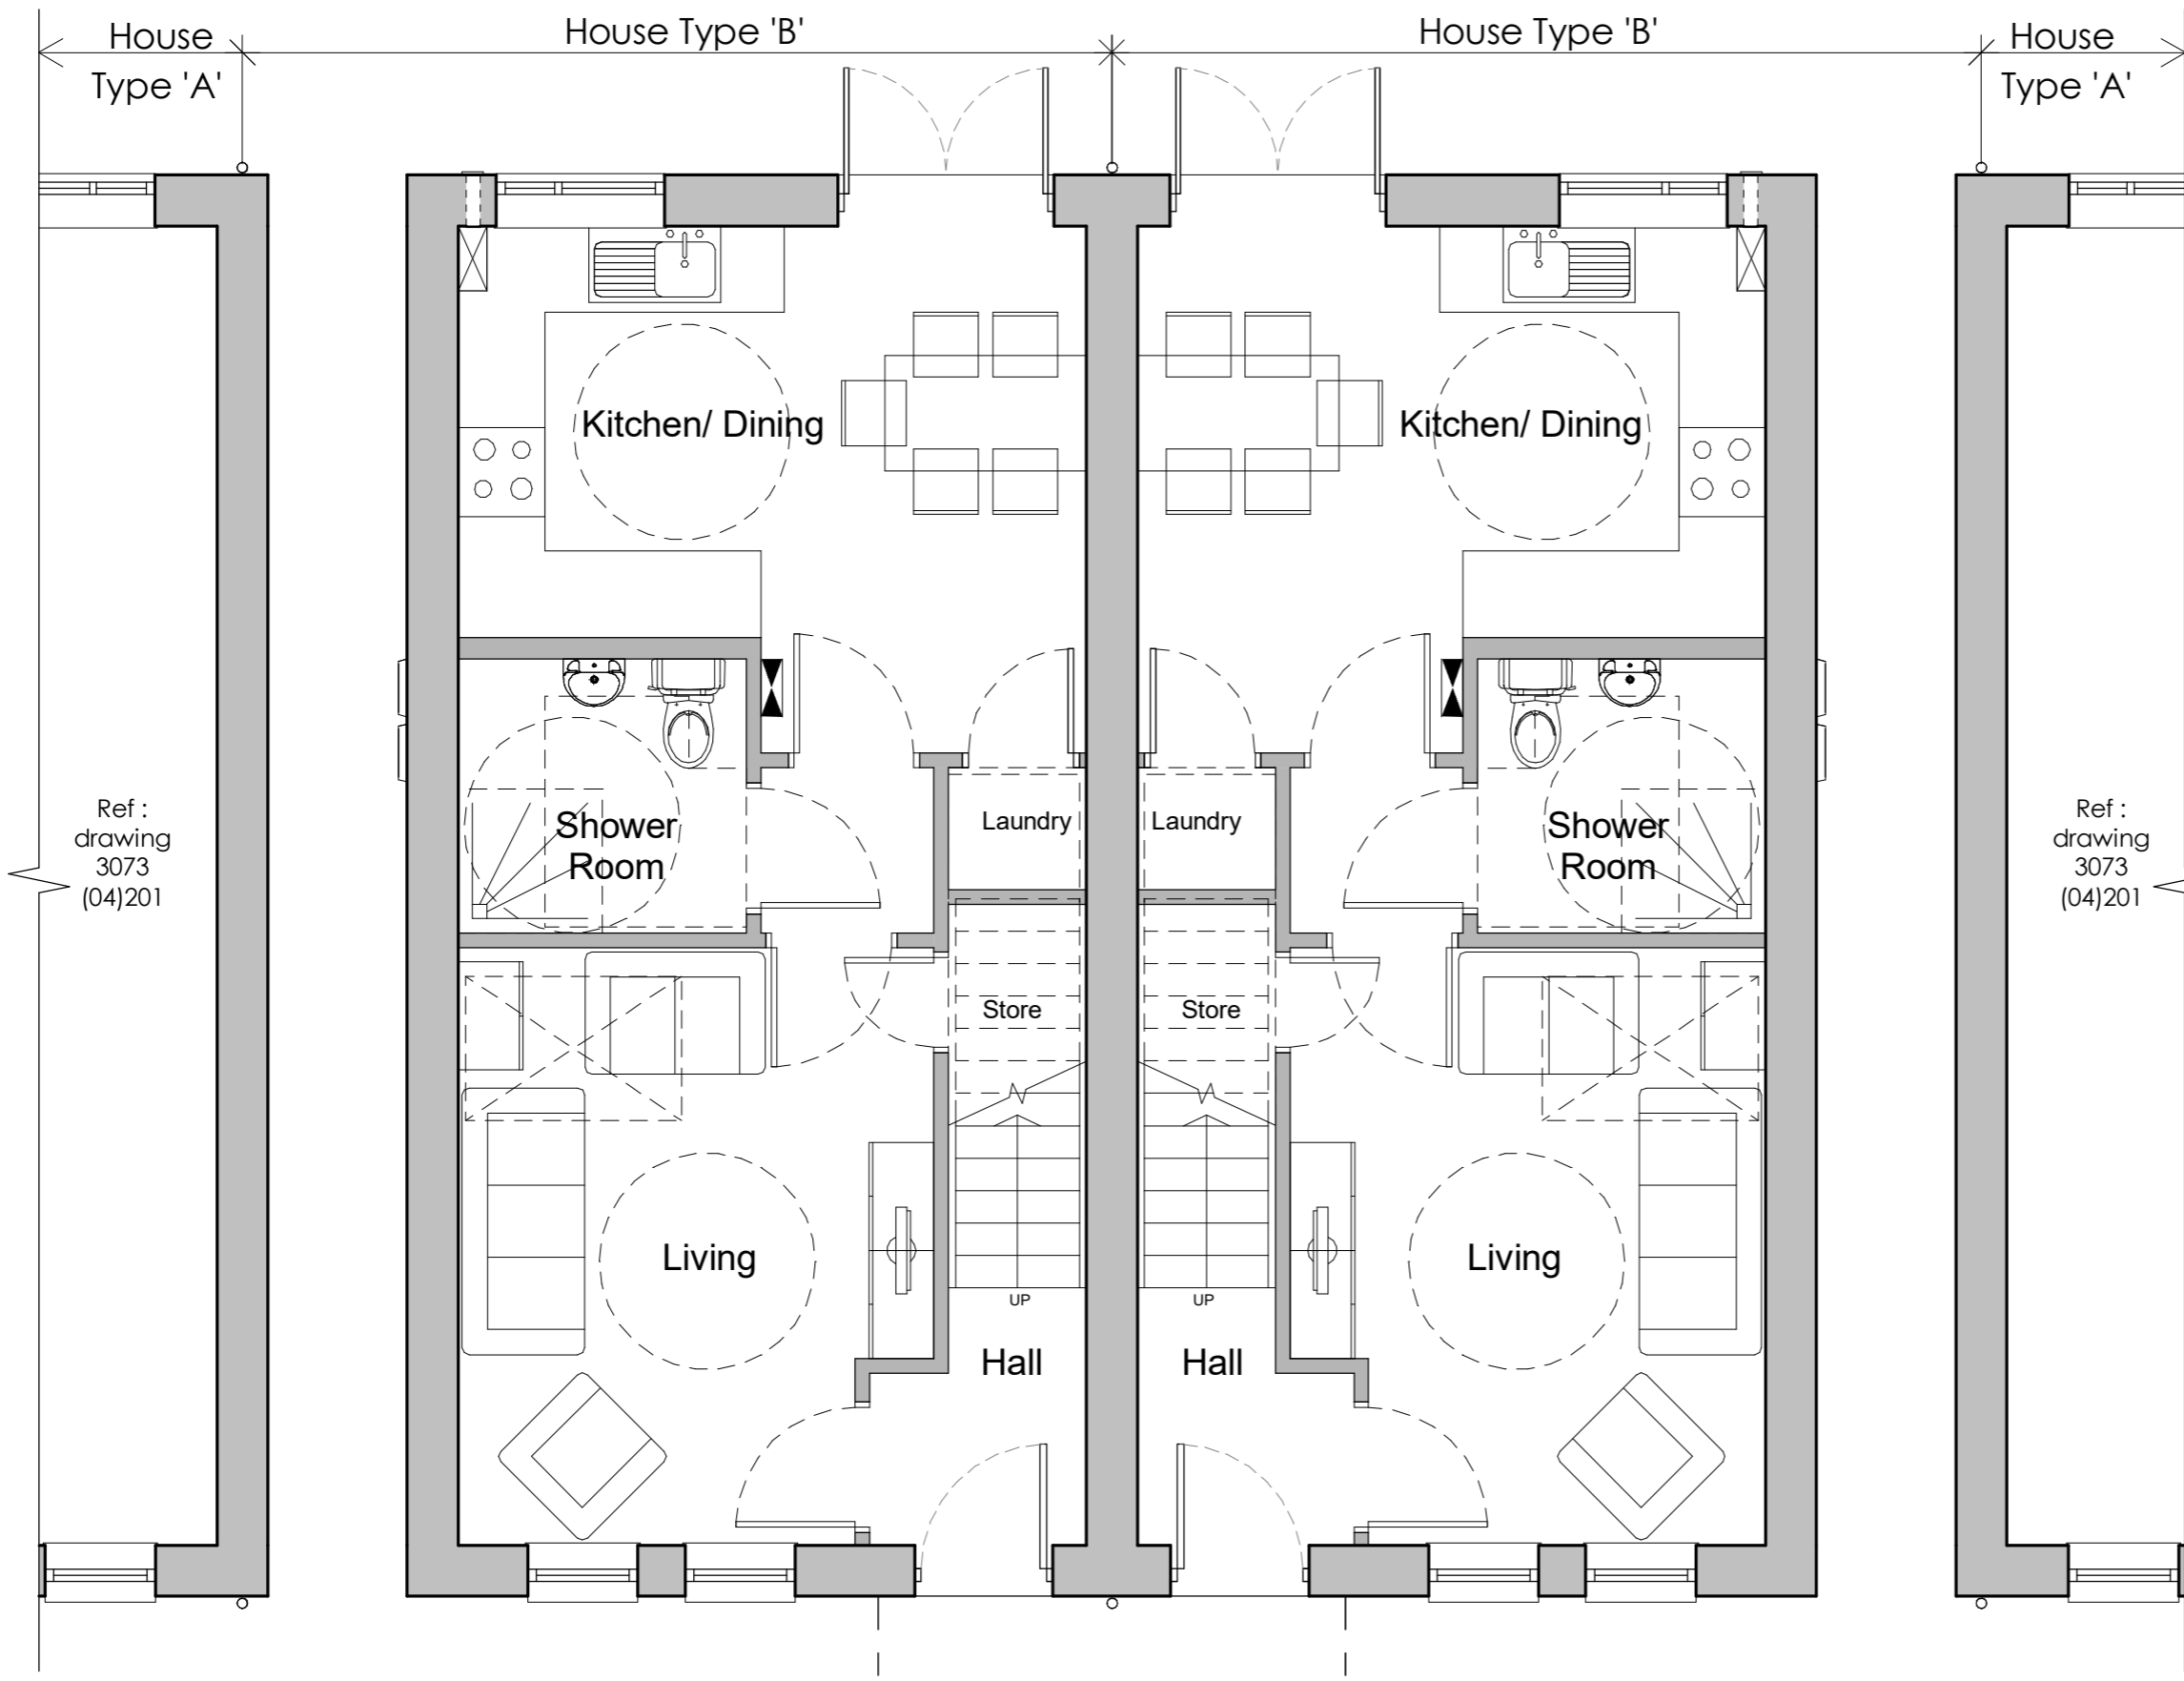 House
Type 'A'
House Type 'B'
House Type 'B'
House
Type 'A'
Kitchen/ Dining
Kitchen/ Dining
Ref :
drawing
3073
(04)201
Shower
Room
Laundry
Laundry
Shower
Room
Ref :
drawing
3073
(04)201
Store
Store
Living
UP
UP
Living
Hall
Hall